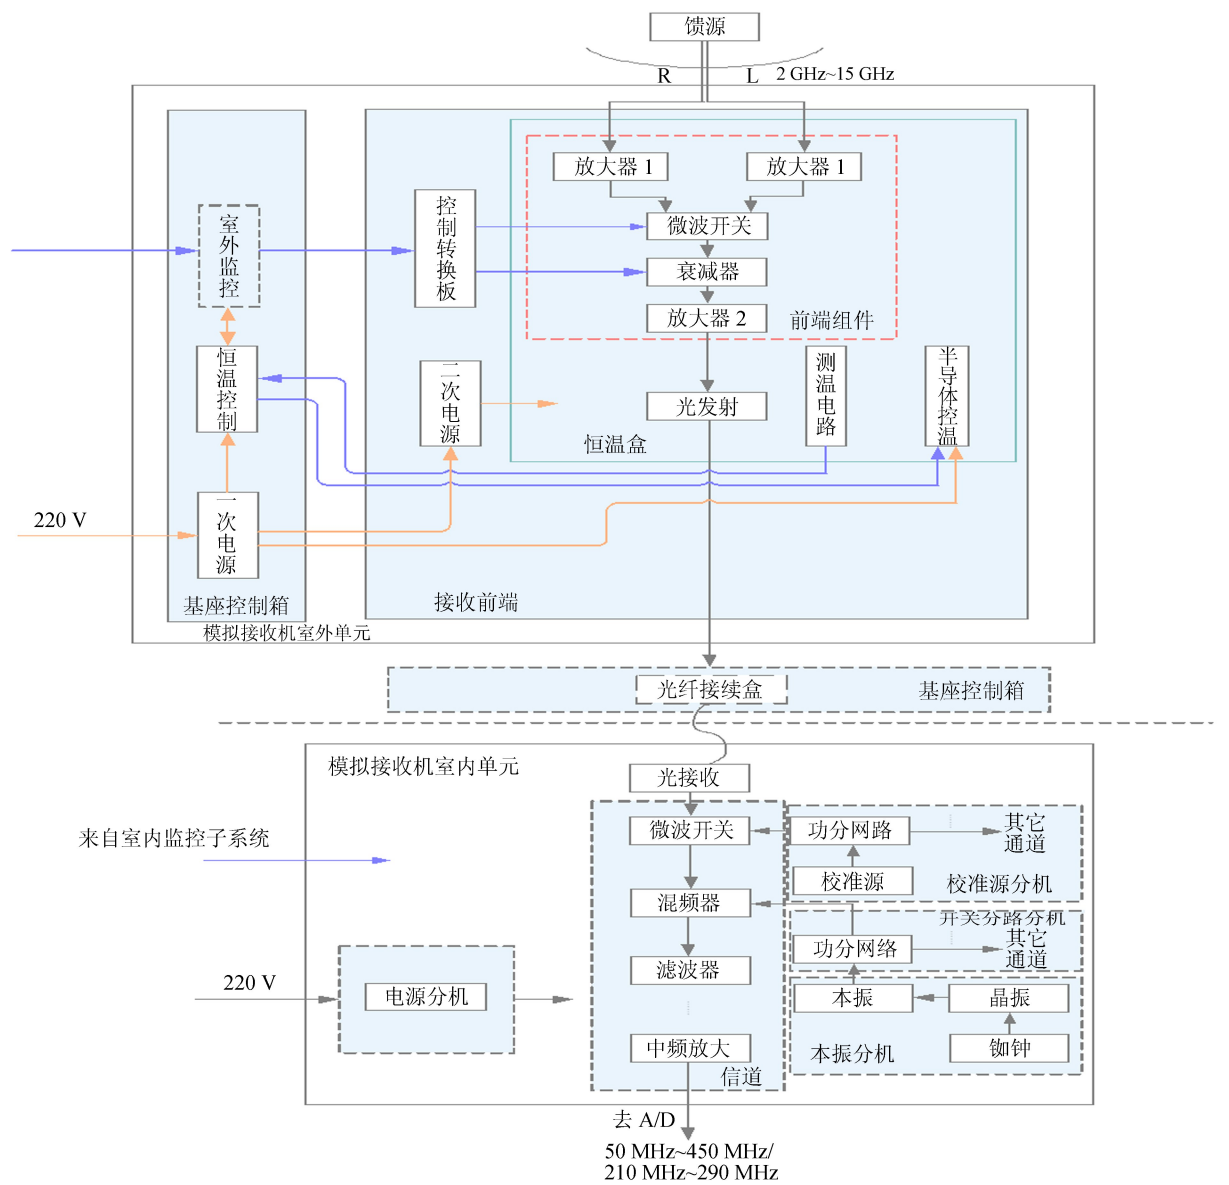 馈源
R
L
2 GHz~15 GHz
放大器 1
放大器 1
室外监控
控制转换板
微波开关
衰减器
放大器 2
前端组件
恒温控制
二次电源
光发射
测温电路
半导体控温
恒温盒
220 V
一次电源
基座控制箱
接收前端
模拟接收机室外单元
光纤接续盒
基座控制箱
模拟接收机室内单元
光接收
来自室内监控子系统
微波开关
功分网路
其它
通道
校准源
校准源分机
混频器
开关分路分机
功分网络
其它
通道
滤波器
220 V
电源分机
本振
晶振
中频放大
本振分机
铷钟
信道
去 A/D
50 MHz~450 MHz/
210 MHz~290 MHz